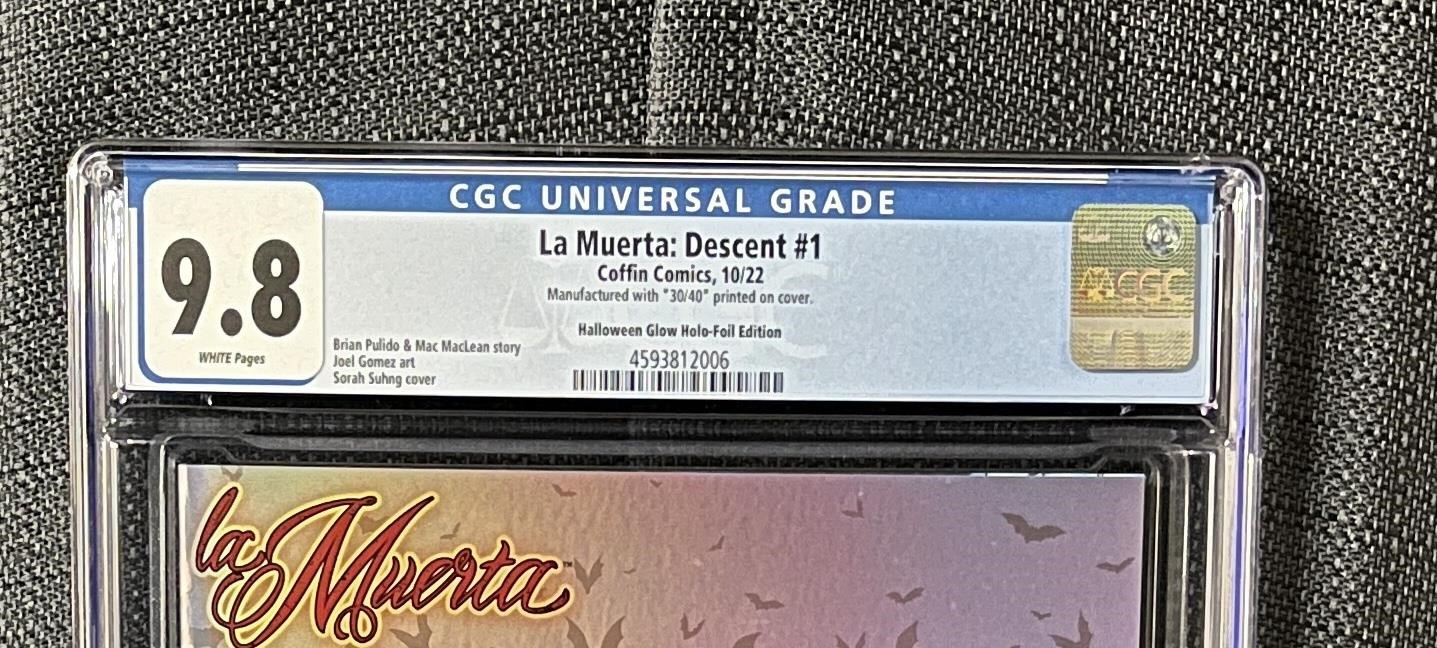 CGC UNIVERSAL GRADE
9.8
WHITE Pages
La Muerta: Descent #1
Coffin Comics, 10/22
Manufactured with "30/40" printed on cover.
Halloween Glow Holo-Foil Edition
4593812006
Brian Pulido & Mac MacLean story
Joel Gomez art
Sorah Suhng cover
CGC
la Muerta™